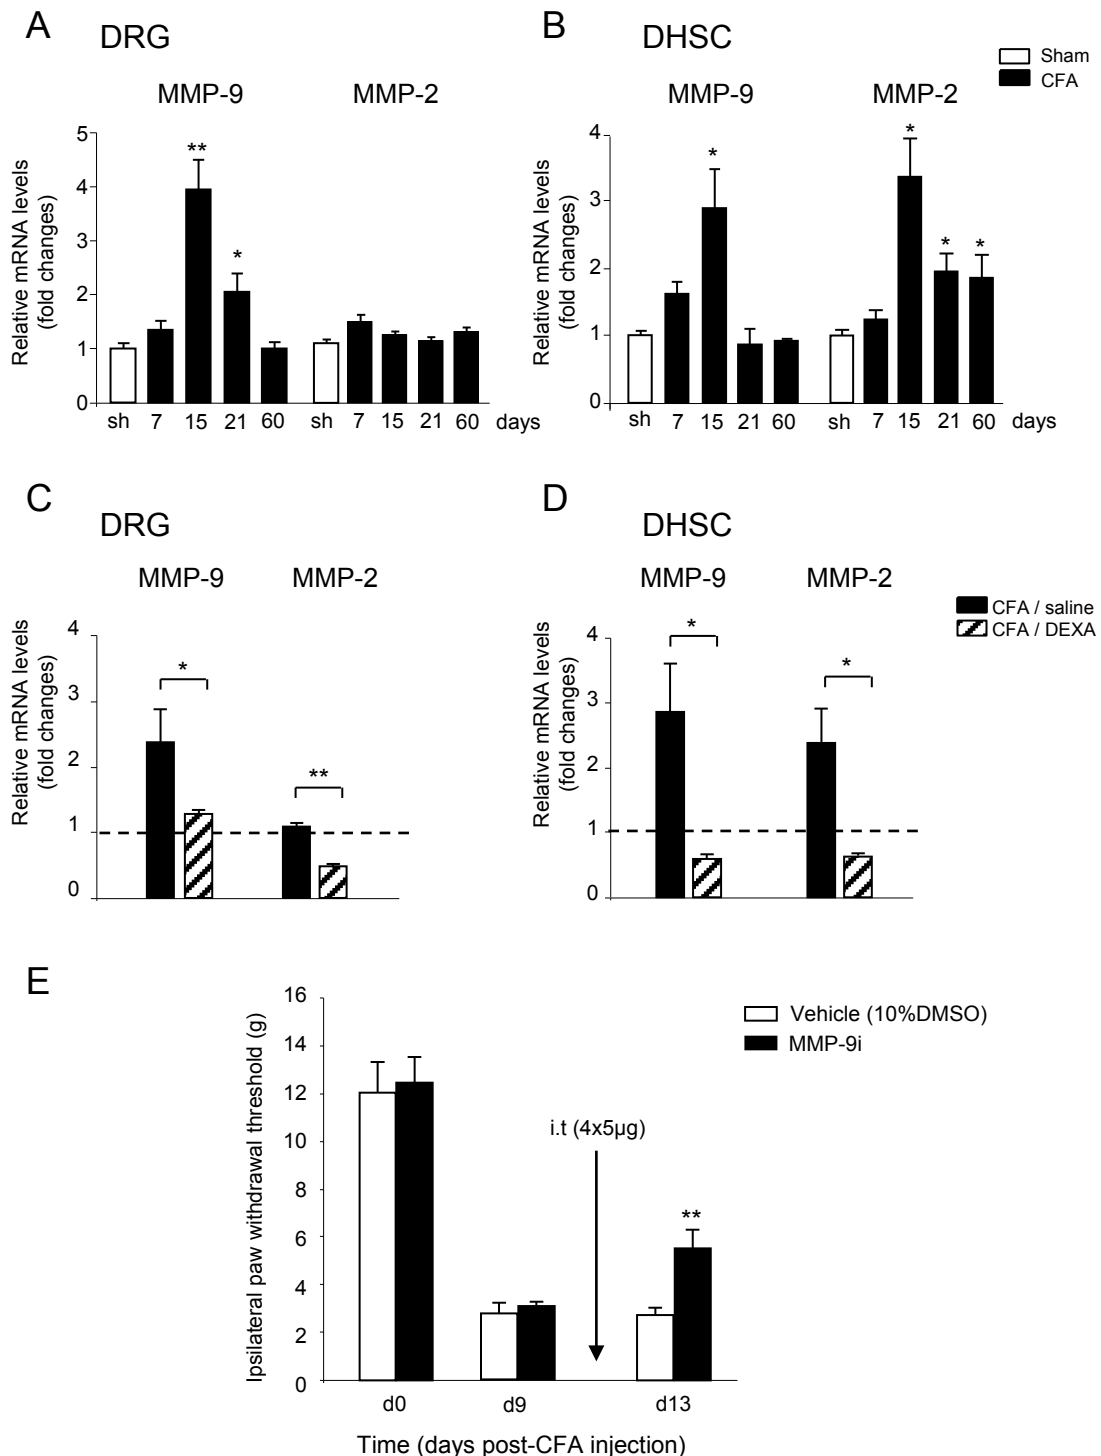 A DRG
MMP-9 MMP-2
Relative mRNA levels
(fold changes)
5
4
3
2
1
0
** *
sh 7 15 21 60 sh 7 15 21 60 days
B DHSC
Sham
CFA
MMP-9 MMP-2
Relative mRNA levels
(fold changes)
4
3
2
1
0
* * * *
sh 7 15 21 60 sh 7 15 21 60 days
C DRG
MMP-9 MMP-2
Relative mRNA levels
(fold changes)
4
3
2
1
0
* **
D DHSC
MMP-9 MMP-2
CFA / saline
CFA / DEXA
Relative mRNA levels
(fold changes)
4
3
2
1
0
* *
E
Ipsilateral paw withdrawal threshold (g)
16
14
12
10
8
6
4
2
0
Vehicle (10%DMSO)
MMP-9i
i.t (4x5µg)
**
d0 d9 d13
Time (days post-CFA injection)